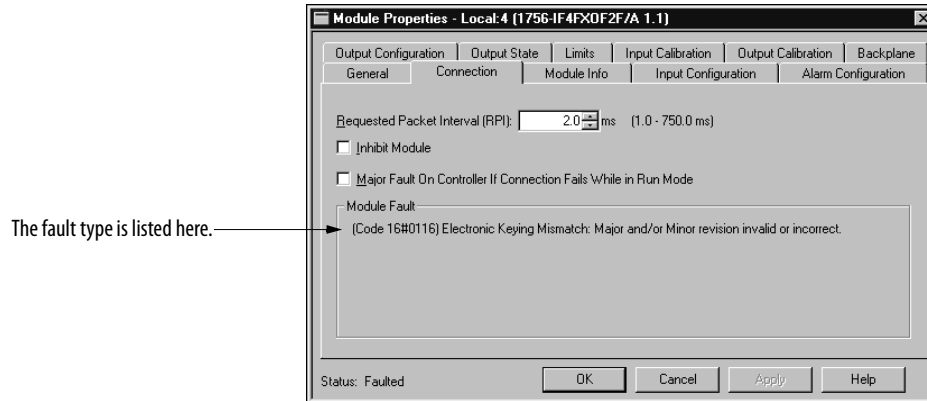 Module Properties - Local:4 (1756-IF4FXOF2F/A 1.1)
Output Configuration Output State Limits Input Calibration Output Calibration Backplane
General Connection Module Info Input Configuration Alarm Configuration
Requested Packet Interval (RPI): 2.0 ms (1.0 - 750.0 ms)
Inhibit Module
Major Fault On Controller If Connection Fails While in Run Mode
Module Fault
The fault type is listed here.
(Code 16#0116) Electronic Keying Mismatch: Major and/or Minor revision invalid or incorrect.
Status: Faulted
OK Cancel Apply Help